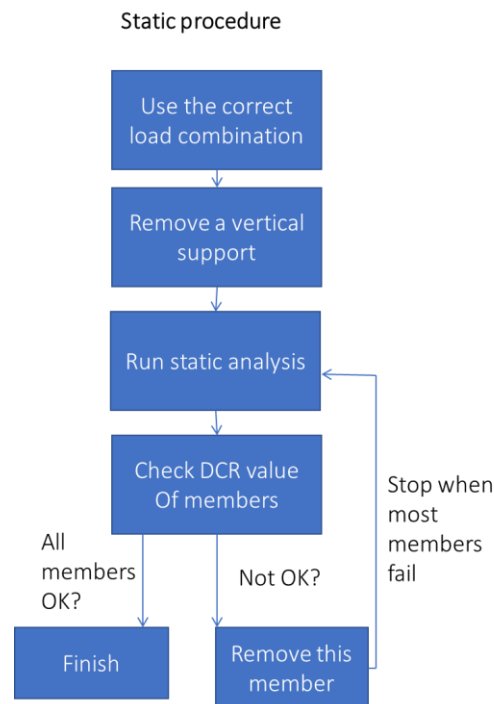 Static procedure
Use the correct
load combination
Remove a vertical
support
Run static analysis
Check DCR value
Of members
All
members
OK?
Not OK?
Stop when
most
members
fail
Finish
Remove this
member